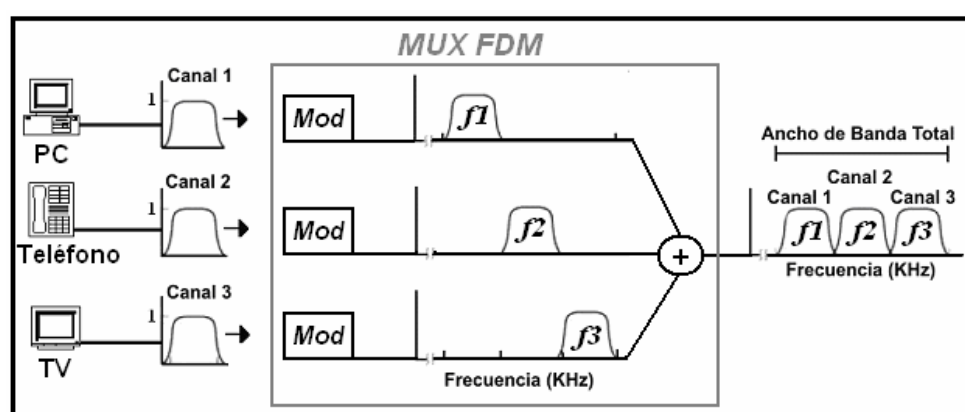 MUX FDM
Canal 1
1
PC
Mod
f1
Canal 2
1
Teléfono
Mod
f2
Canal 3
1
TV
Mod
f3
Frecuencia (KHz)
+
Ancho de Banda Total
Canal 2
Canal 1 Canal 3
f1 f2 f3
Frecuencia (KHz)